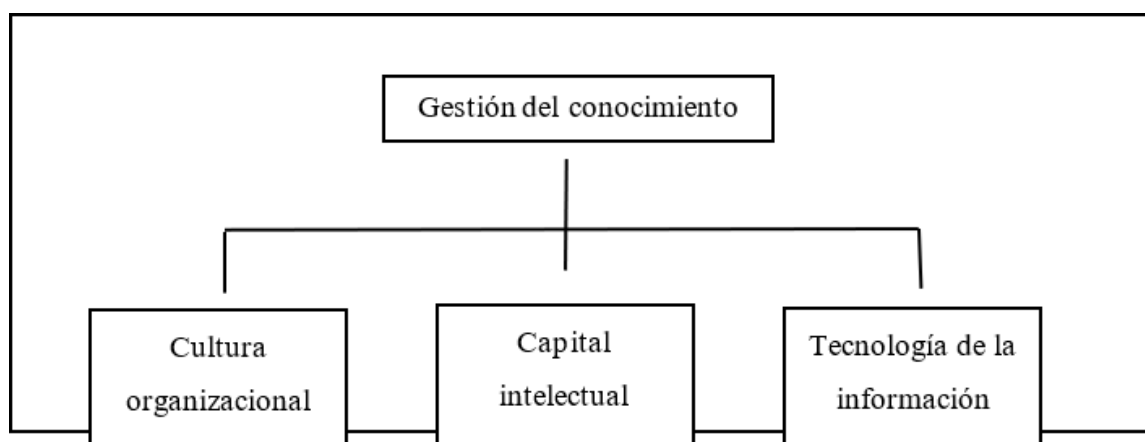 Gestión del conocimiento
Cultura
organizacional
Capital
intelectual
Tecnología de la
información